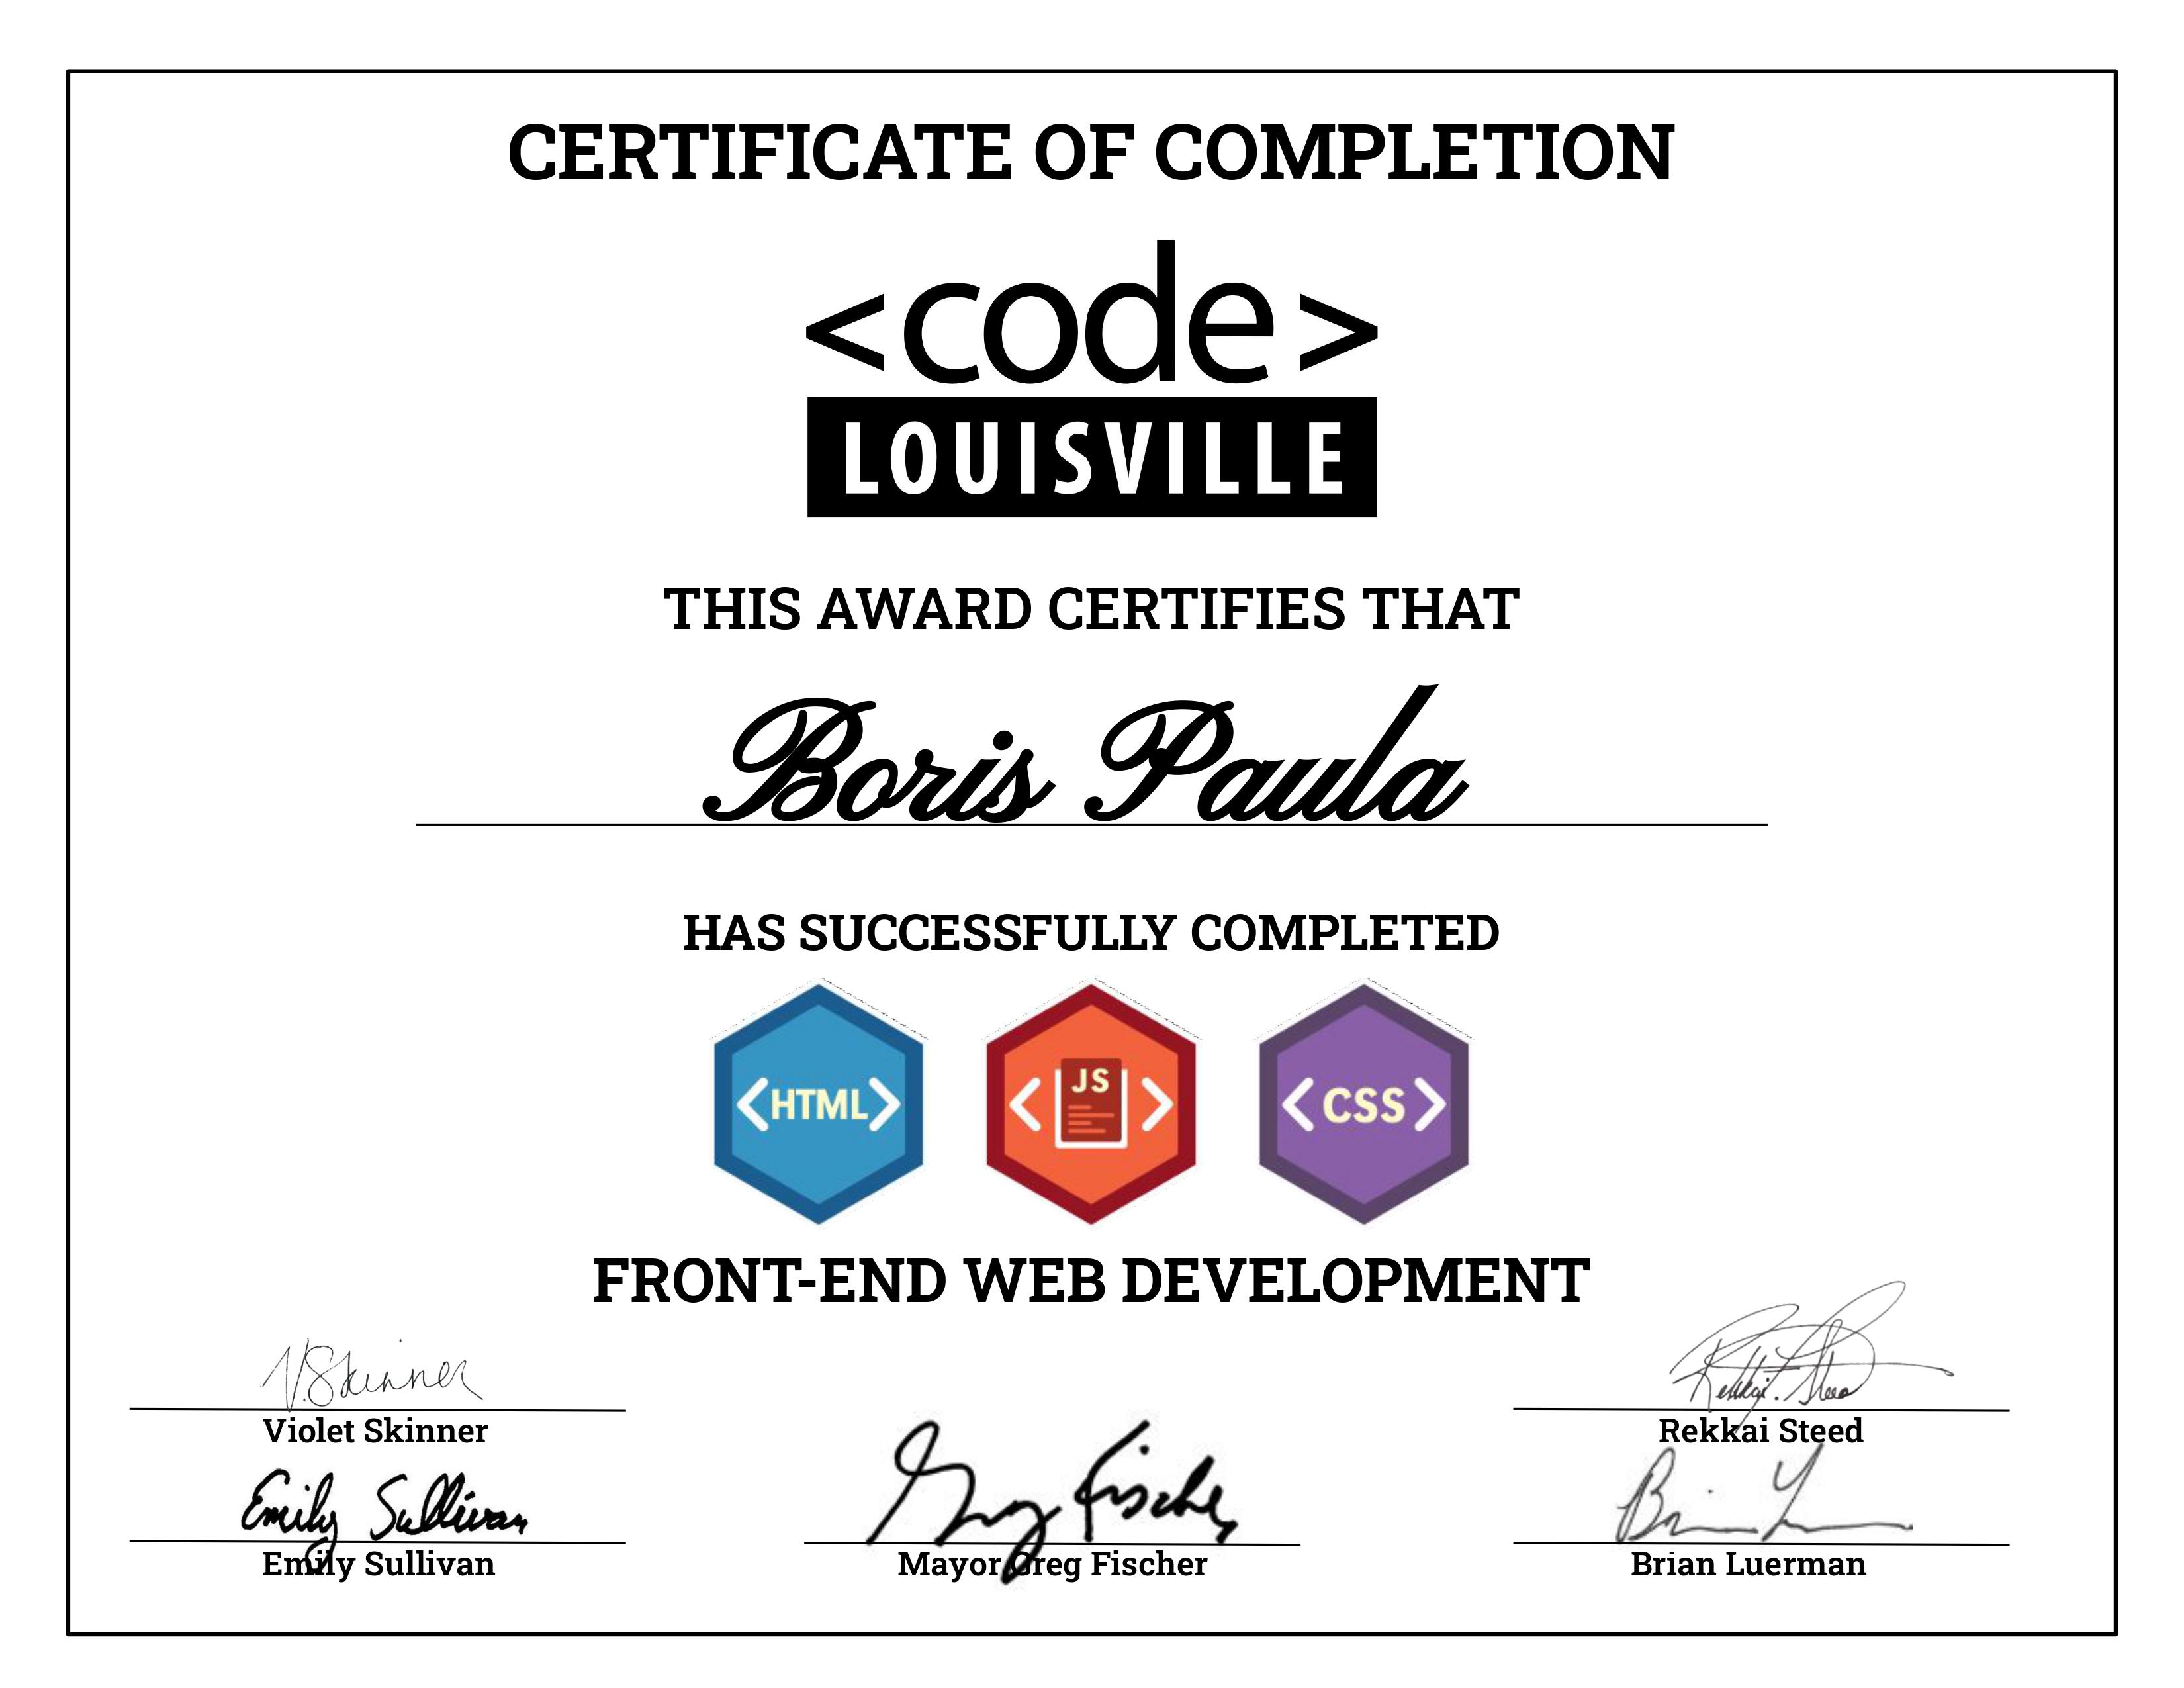 CERTIFICATE OF COMPLETION
<code>
LOUISVILLE
THIS AWARD CERTIFIES THAT
Boris Paula
HAS SUCCESSFULLY COMPLETED
<HTML> <JS> <CSS>
FRONT-END WEB DEVELOPMENT
V.Skinner
Violet Skinner
Rekkai Steed
Rekkai Steed
Emily Sullivan
Emily Sullivan
Greg Fischer
Mayor Greg Fischer
Brian Luerman